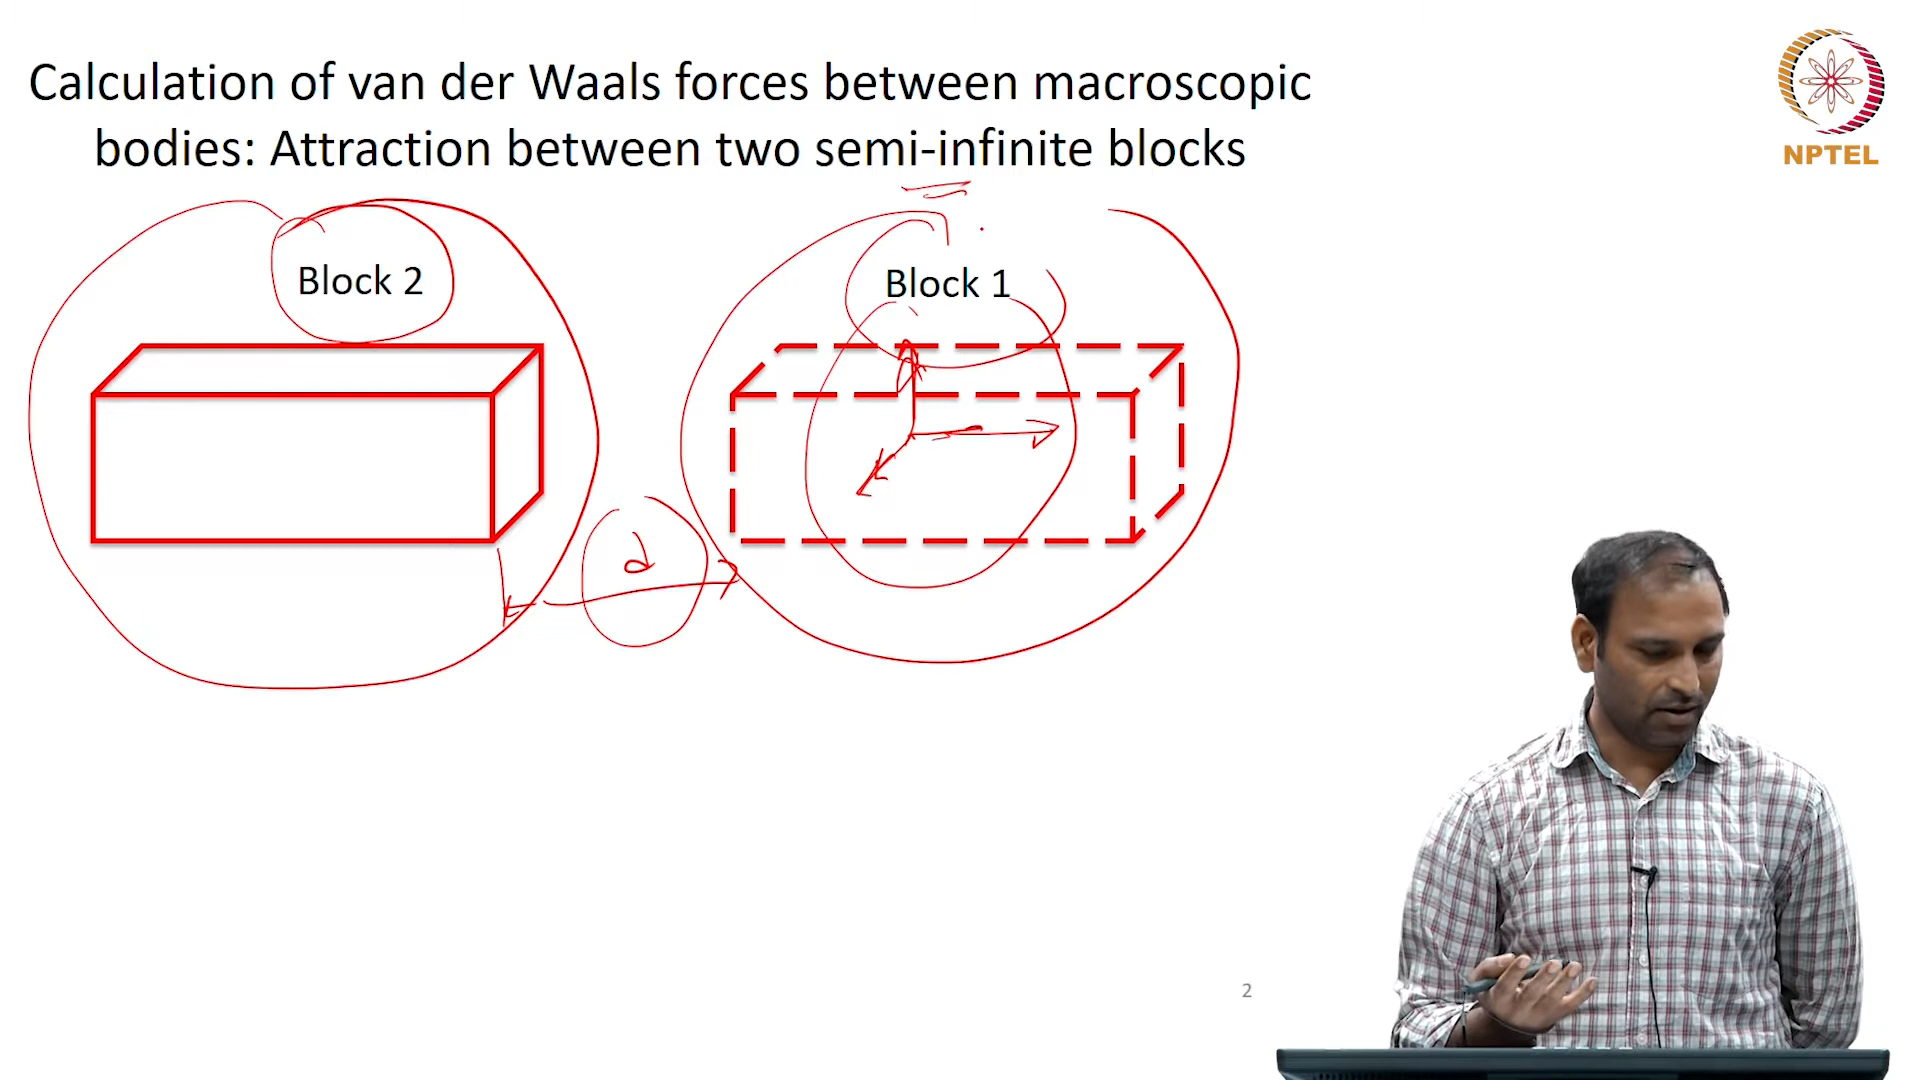 Calculation of van der Waals forces between macroscopic
bodies: Attraction between two semi-infinite blocks
NPTEL
Block 2
Block 1
d
2